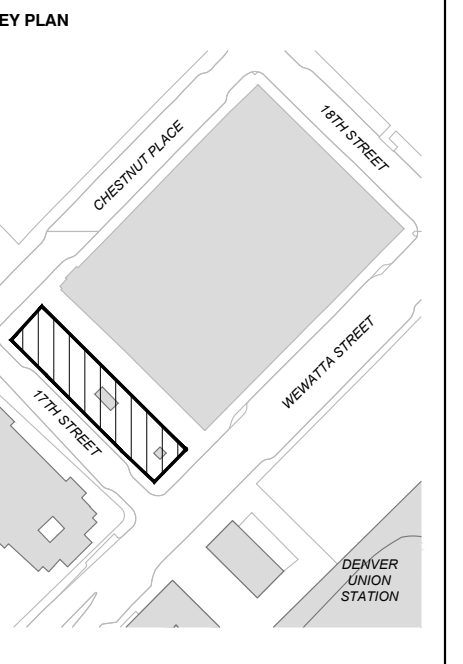 EY PLAN
CHESTNUT PLACE
18TH STREET
WEWATTA STREET
17TH STREET
DENVER
UNION
STATION